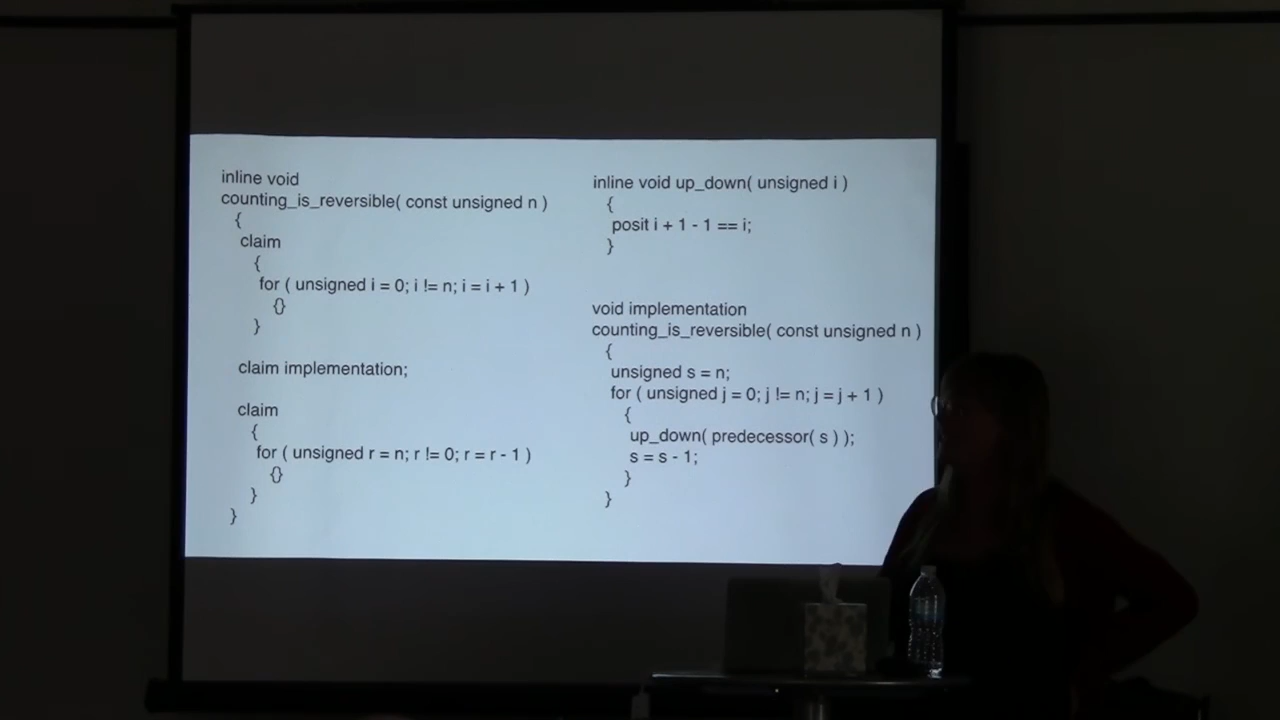 inline void
counting_is_reversible( const unsigned n )
{
claim
{
for ( unsigned i = 0; i != n; i = i + 1 )
{}
}
claim implementation;
claim
{
for ( unsigned r = n; r != 0; r = r - 1 )
{}
}
}
inline void up_down( unsigned i )
{
posit i + 1 - 1 == i;
}
void implementation
counting_is_reversible( const unsigned n )
{
unsigned s = n;
for ( unsigned j = 0; j != n; j = j + 1 )
{
up_down( predecessor( s ) );
s = s - 1;
}
}